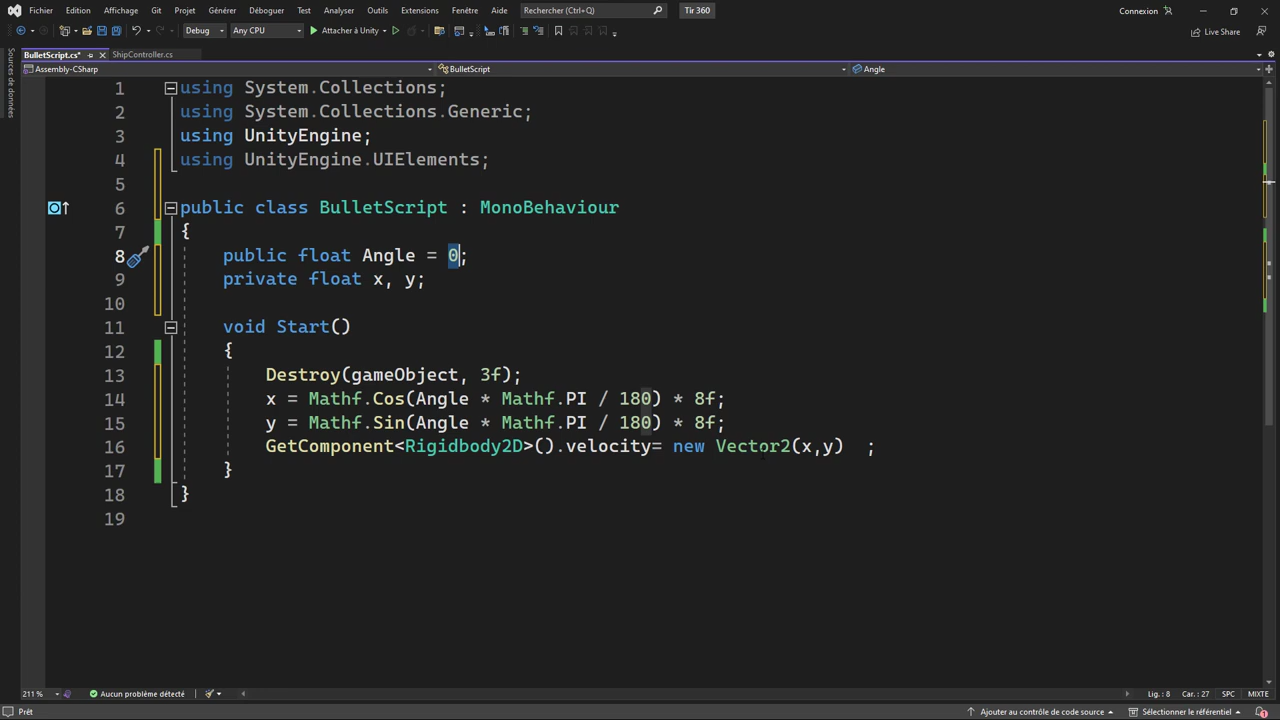 Fichier Edition Affichage Git Projet Générer Déboguer Test Analyser Outils Extensions Fenêtre Aide Rechercher (Ctrl+Q) Tir 360 Connexion
Debug Any CPU Attacher à Unity Live Share
BulletScript.cs* ShipController.cs
Sources de données
Assembly-CSharp BulletScript Angle
1 using System.Collections;
2 using System.Collections.Generic;
3 using UnityEngine;
4 using UnityEngine.UIElements;
5
6 public class BulletScript : MonoBehaviour
7 {
8 public float Angle = 0;
9 private float x, y;
10
11 void Start()
12 {
13 Destroy(gameObject, 3f);
14 x = Mathf.Cos(Angle * Mathf.PI / 180) * 8f;
15 y = Mathf.Sin(Angle * Mathf.PI / 180) * 8f;
16 GetComponent<Rigidbody2D>().velocity= new Vector2(x,y)  ;
17 }
18 }
19
211 % Aucun problème détecté Lig : 8 Car. : 27 SPC MIXTE
Prêt Ajouter au contrôle de code source Sélectionner le référentiel 1